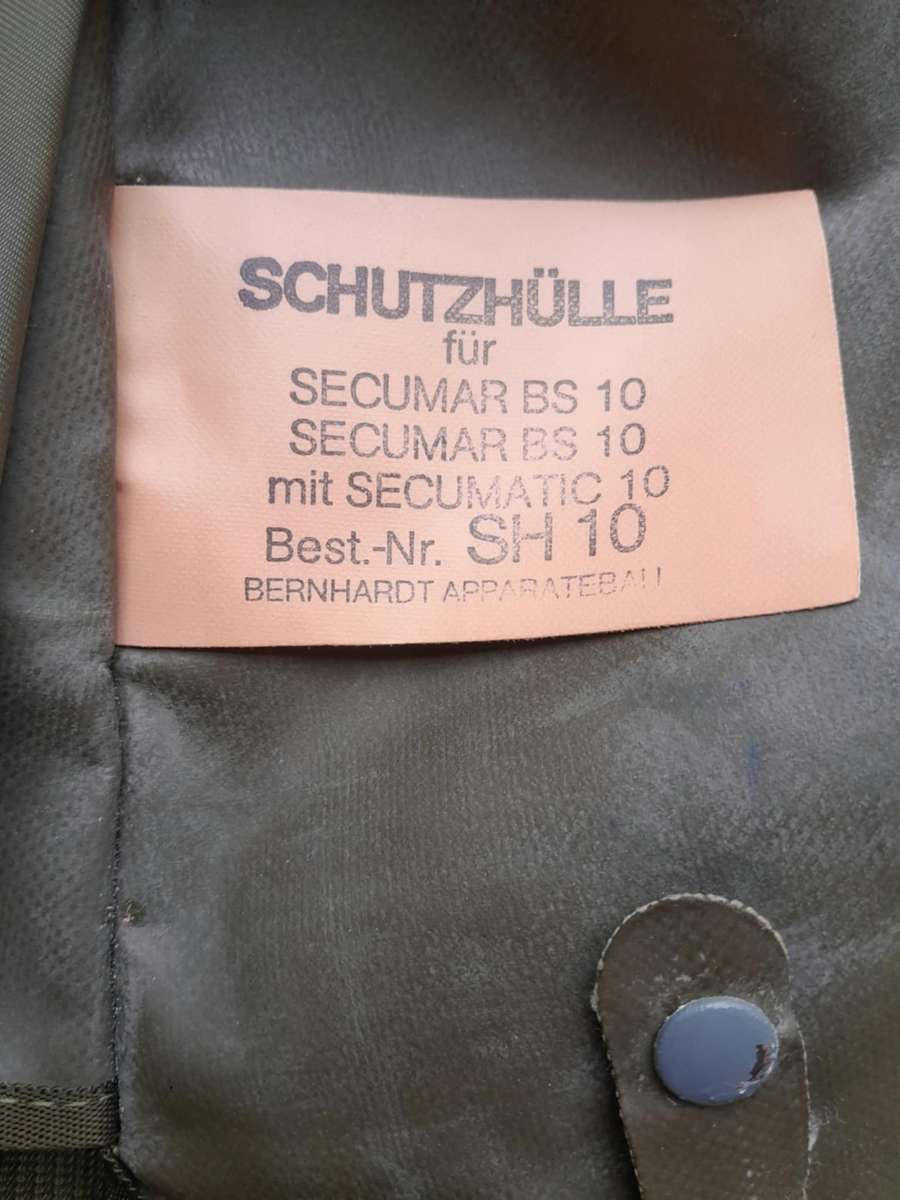 SCHUTZHÜLLE
für
SECUMAR BS 10
SECUMAR BS 10
mit SECUMATIC 10
Best.-Nr. SH 10
BERNHARDT APPARATEBAU